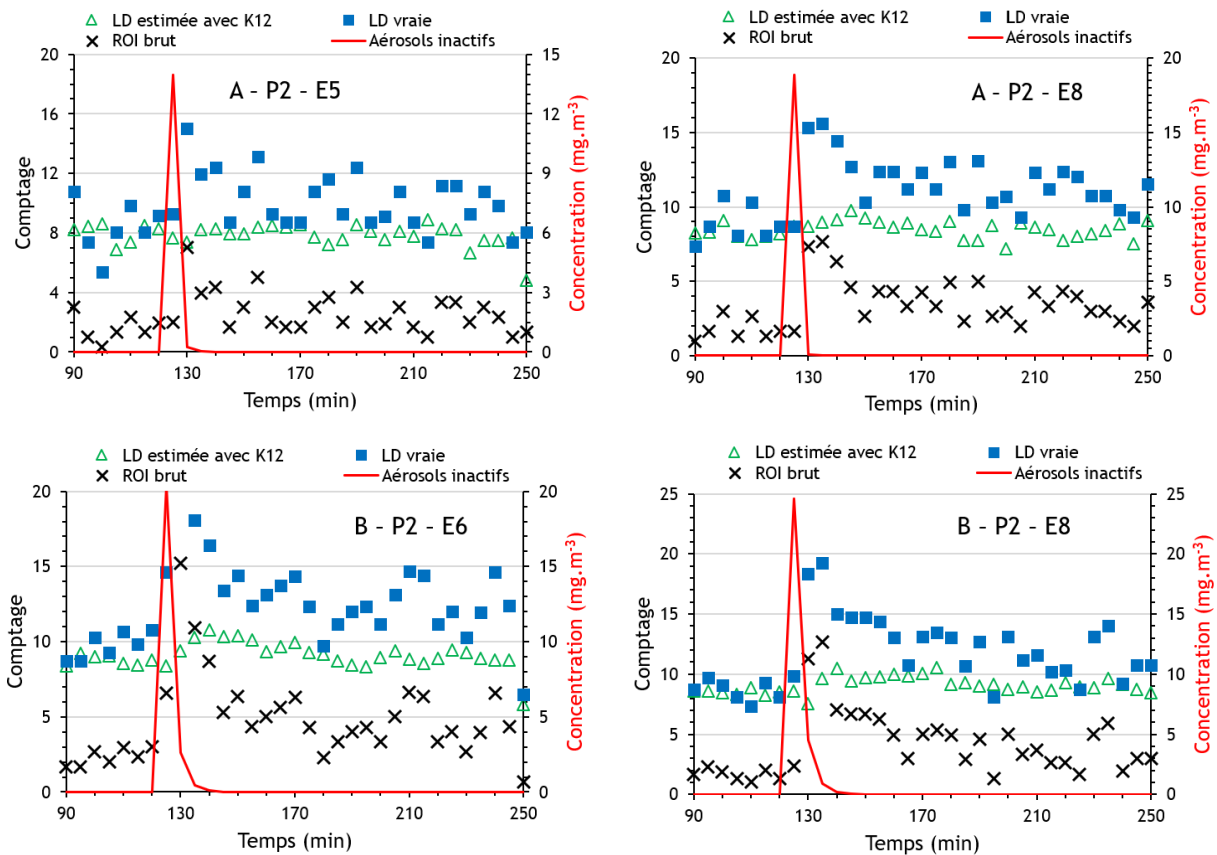 LD estimée avec K12 LD vraie
ROI brut Aérosols inactifs
A - P2 - E5
Comptage
Concentration (mg.m-3)
20
16
12
8
4
0
15
12
9
6
3
0
90 130 170 210 250
Temps (min)
LD estimée avec K12 LD vraie
ROI brut Aérosols inactifs
A - P2 - E8
Comptage
Concentration (mg.m-3)
20
15
10
5
0
20
15
10
5
0
90 130 170 210 250
Temps (min)
LD estimée avec K12 LD vraie
ROI brut Aérosols inactifs
B - P2 - E6
Comptage
Concentration (mg.m-3)
20
15
10
5
0
20
15
10
5
0
90 130 170 210 250
Temps (min)
LD estimée avec K12 LD vraie
ROI brut Aérosols inactifs
B - P2 - E8
Comptage
Concentration (mg.m-3)
25
20
15
10
5
0
25
20
15
10
5
0
90 130 170 210 250
Temps (min)